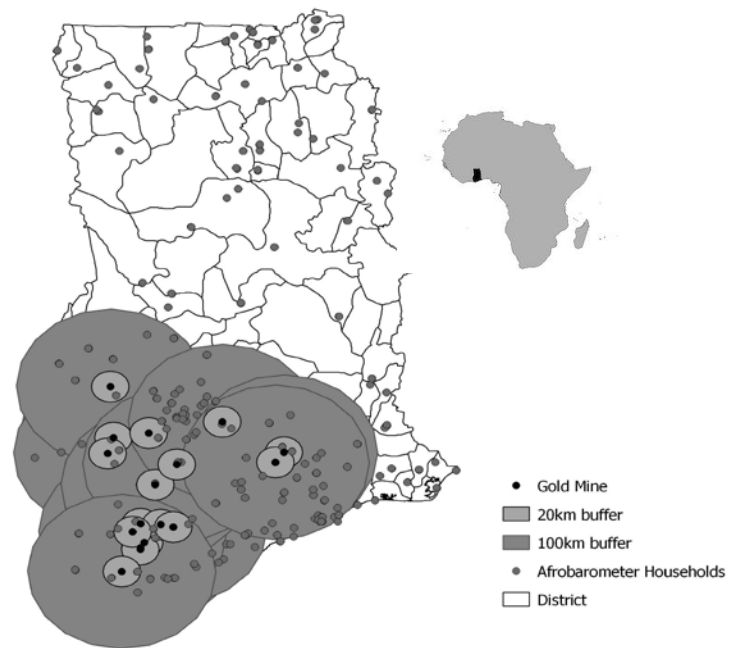 Gold Mine
20km buffer
100km buffer
Afrobarometer Households
District